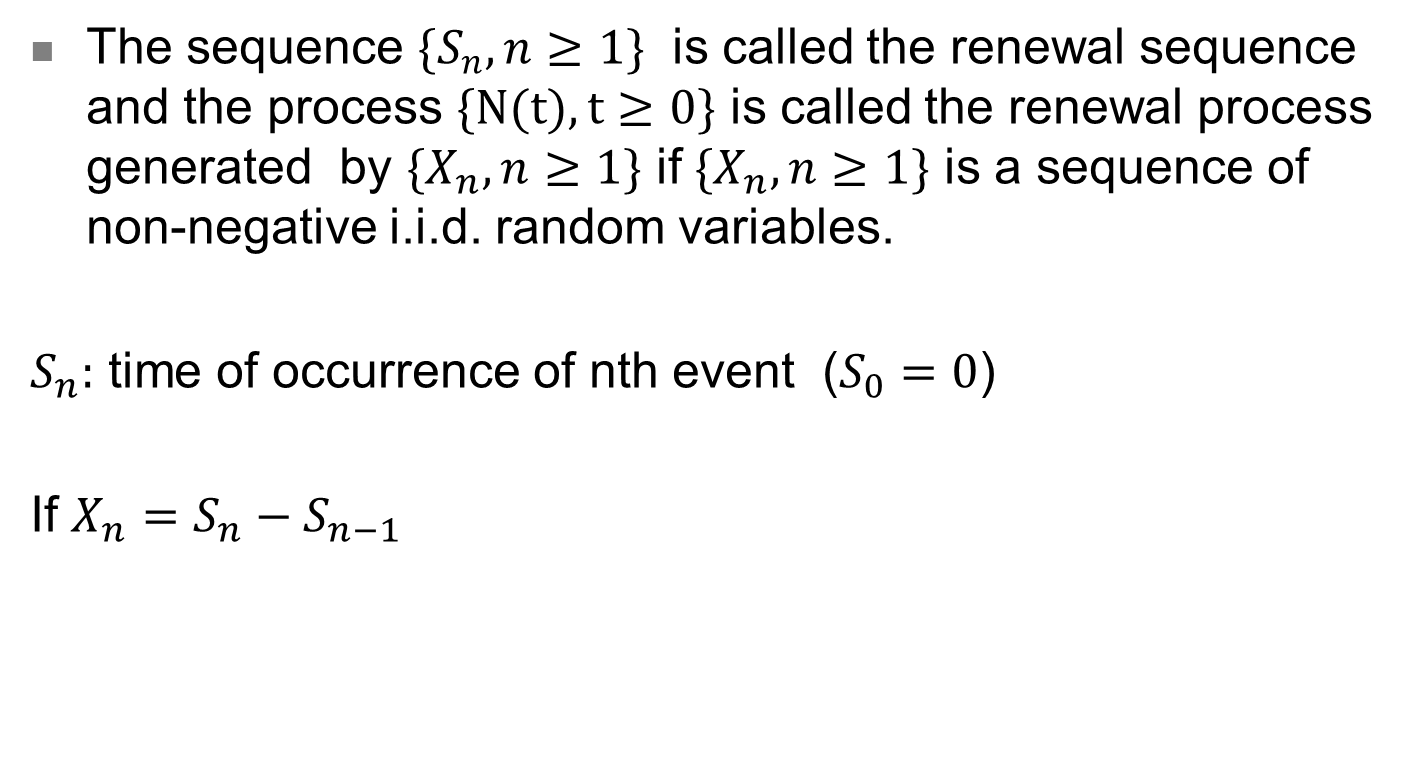 ▪ The sequence {𝑆ₙ, 𝑛 ≥ 1} is called the renewal sequence
and the process {N(t), t ≥ 0} is called the renewal process
generated by {𝑋ₙ, 𝑛 ≥ 1} if {𝑋ₙ, 𝑛 ≥ 1} is a sequence of
non-negative i.i.d. random variables.
𝑆ₙ: time of occurrence of nth event (𝑆₀ = 0)
If 𝑋ₙ = 𝑆ₙ − 𝑆ₙ₋₁